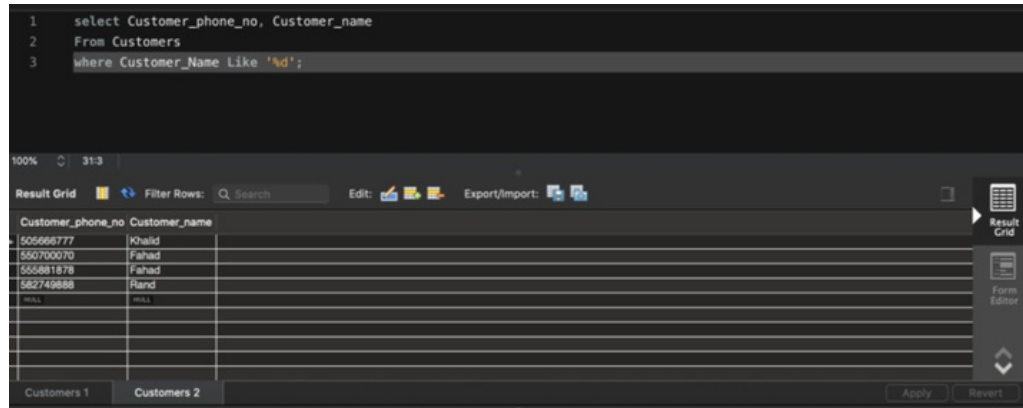 1 select Customer_phone_no, Customer_name
2 From Customers
3 where Customer_Name Like '%d';
100% 31:3
Result Grid Filter Rows: Search Edit: Export/Import:
Result Grid
Customer_phone_no Customer_name
505666777 Khalid
550700070 Fahad
555881878 Fahad
582749888 Rand
NULL NULL
Form Editor
Customers 1 Customers 2 Apply Revert